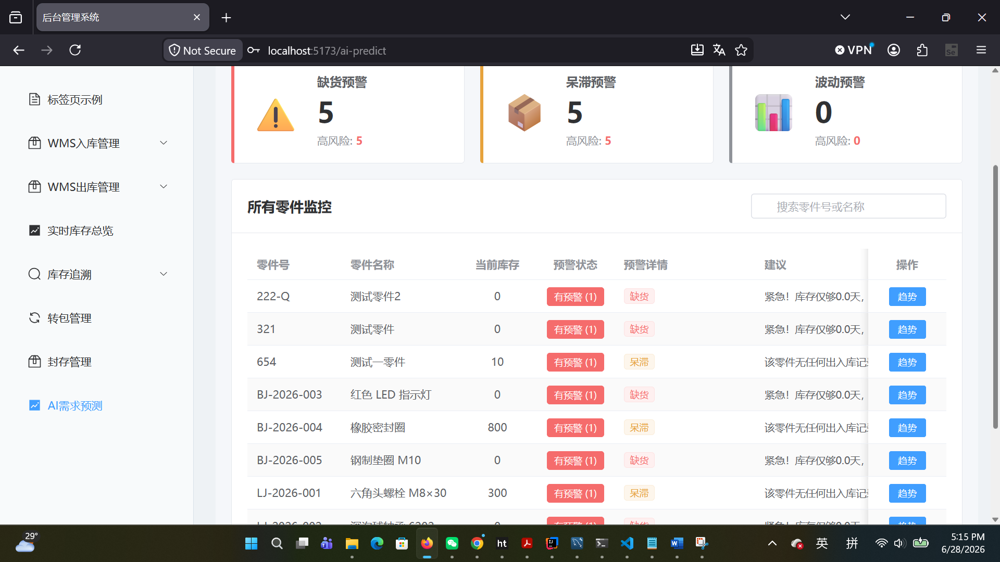 后台管理系统
Not Secure
localhost:5173/ai-predict
VPN
Se
标签页示例
WMS入库管理
WMS出库管理
实时库存总览
库存追溯
转包管理
封存管理
AI需求预测
缺货预警
5
高风险: 5
呆滞预警
5
高风险: 5
波动预警
0
高风险: 0
所有零件监控
搜索零件号或名称
零件号 零件名称 当前库存 预警状态 预警详情 建议 操作
222-Q 测试零件2 0 有预警 (1) 缺货 紧急！库存仅够0.0天， 趋势
321 测试零件 0 有预警 (1) 缺货 紧急！库存仅够0.0天， 趋势
654 测试一零件 10 有预警 (1) 呆滞 该零件无任何出入库记 趋势
BJ-2026-003 红色 LED 指示灯 0 有预警 (1) 缺货 紧急！库存仅够0.0天， 趋势
BJ-2026-004 橡胶密封圈 800 有预警 (1) 呆滞 该零件无任何出入库记 趋势
BJ-2026-005 钢制垫圈 M10 0 有预警 (1) 缺货 紧急！库存仅够0.0天， 趋势
LJ-2026-001 六角头螺栓 M8×30 300 有预警 (1) 呆滞 该零件无任何出入库记 趋势
29°
ht
英
拼
5:15 PM
6/28/2026